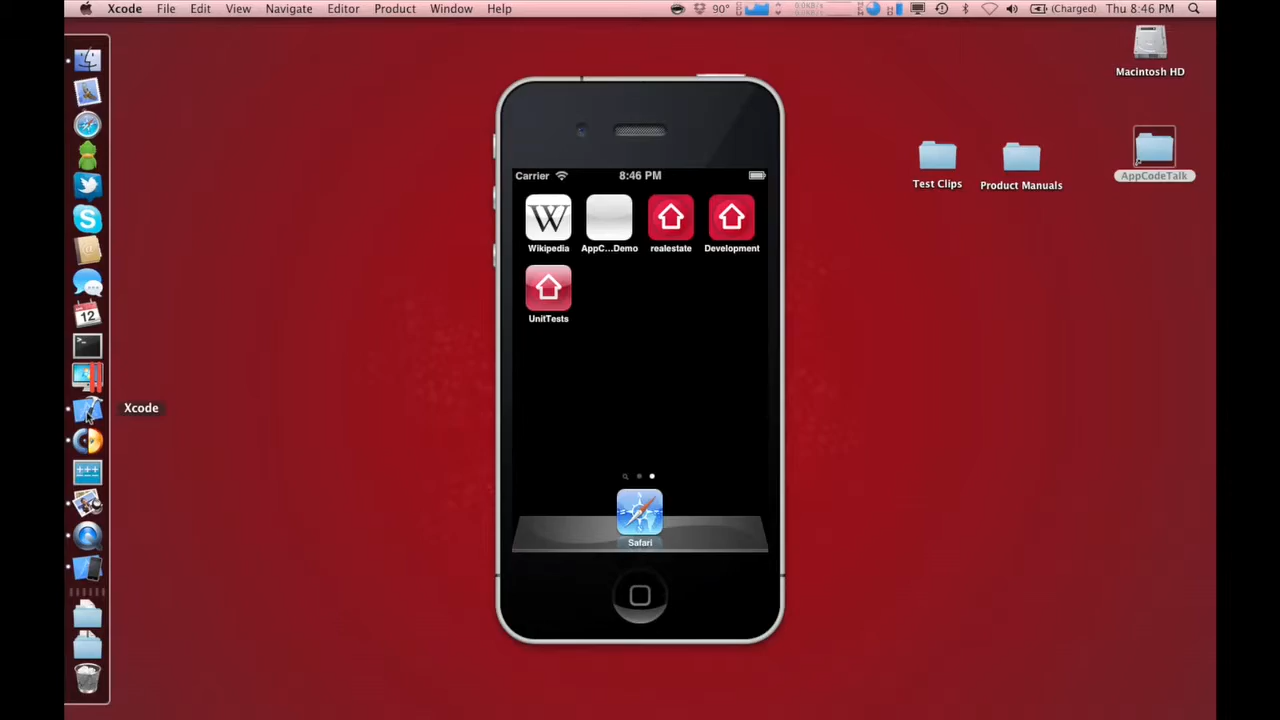 Xcode File Edit View Navigate Editor Product Window Help 90° (Charged) Thu 8:46 PM
Macintosh HD
Test Clips
Product Manuals
AppCodeTalk
12
Xcode
Carrier 8:46 PM
W
Wikipedia AppC...Demo realestate Development
UnitTests
Safari